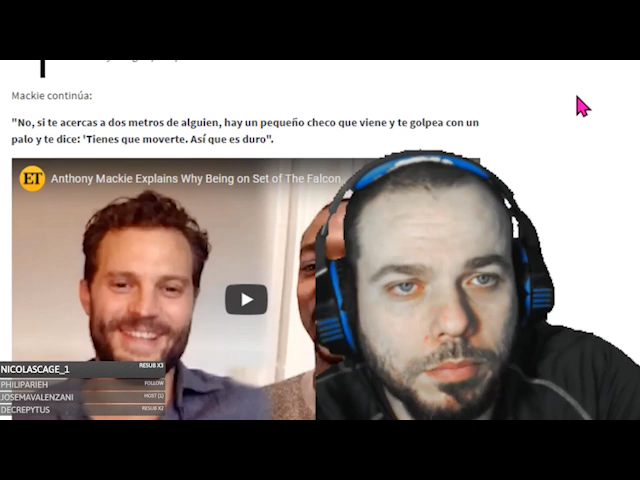 Mackie continúa:
"No, si te acercas a dos metros de alguien, hay un pequeño checo que viene y te golpea con un
palo y te dice: 'Tienes que moverte. Así que es duro".
ET Anthony Mackie Explains Why Being on Set of The Falcon
NICOLASCAGE_1 RESUB X3
PHILIPARIEH FOLLOW
JOSEMAVALENZANI HOST (1)
DECREPYTUS RESUB X2